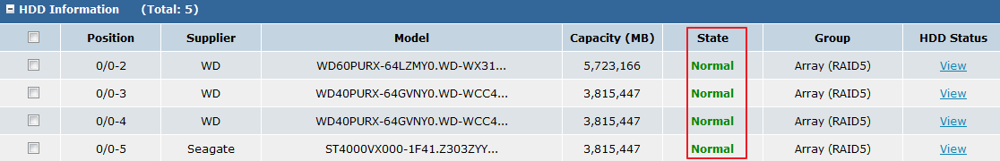 HDD Information (Total: 5)
Position Supplier Model Capacity (MB) State Group HDD Status
0/0-2 WD WD60PURX-64LZMY0.WD-WX31... 5,723,166 Normal Array (RAID5) View
0/0-3 WD WD40PURX-64GVNY0.WD-WCC4... 3,815,447 Normal Array (RAID5) View
0/0-4 WD WD40PURX-64GVNY0.WD-WCC4... 3,815,447 Normal Array (RAID5) View
0/0-5 Seagate ST4000VX000-1F41.Z303ZYY... 3,815,447 Normal Array (RAID5) View